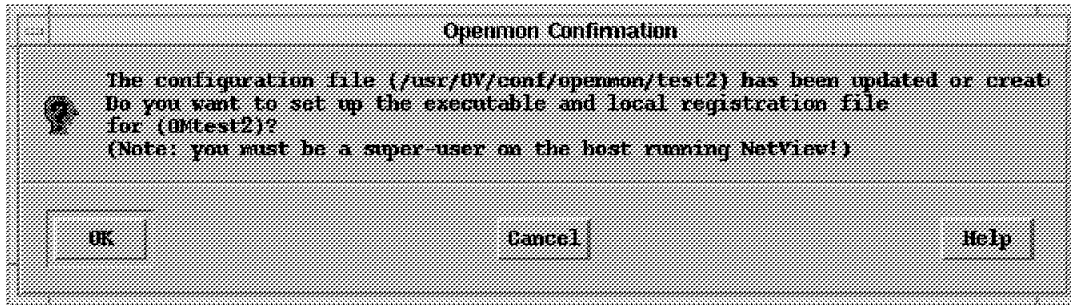 Openmon Confirmation
The configuration file (/usr/OV/conf/openmon/test2) has been updated or creat
Do you want to set up the executable and local registration file
for (OMtest2)?
(Note: you must be a super-user on the host running NetView!)
OK
Cancel
Help